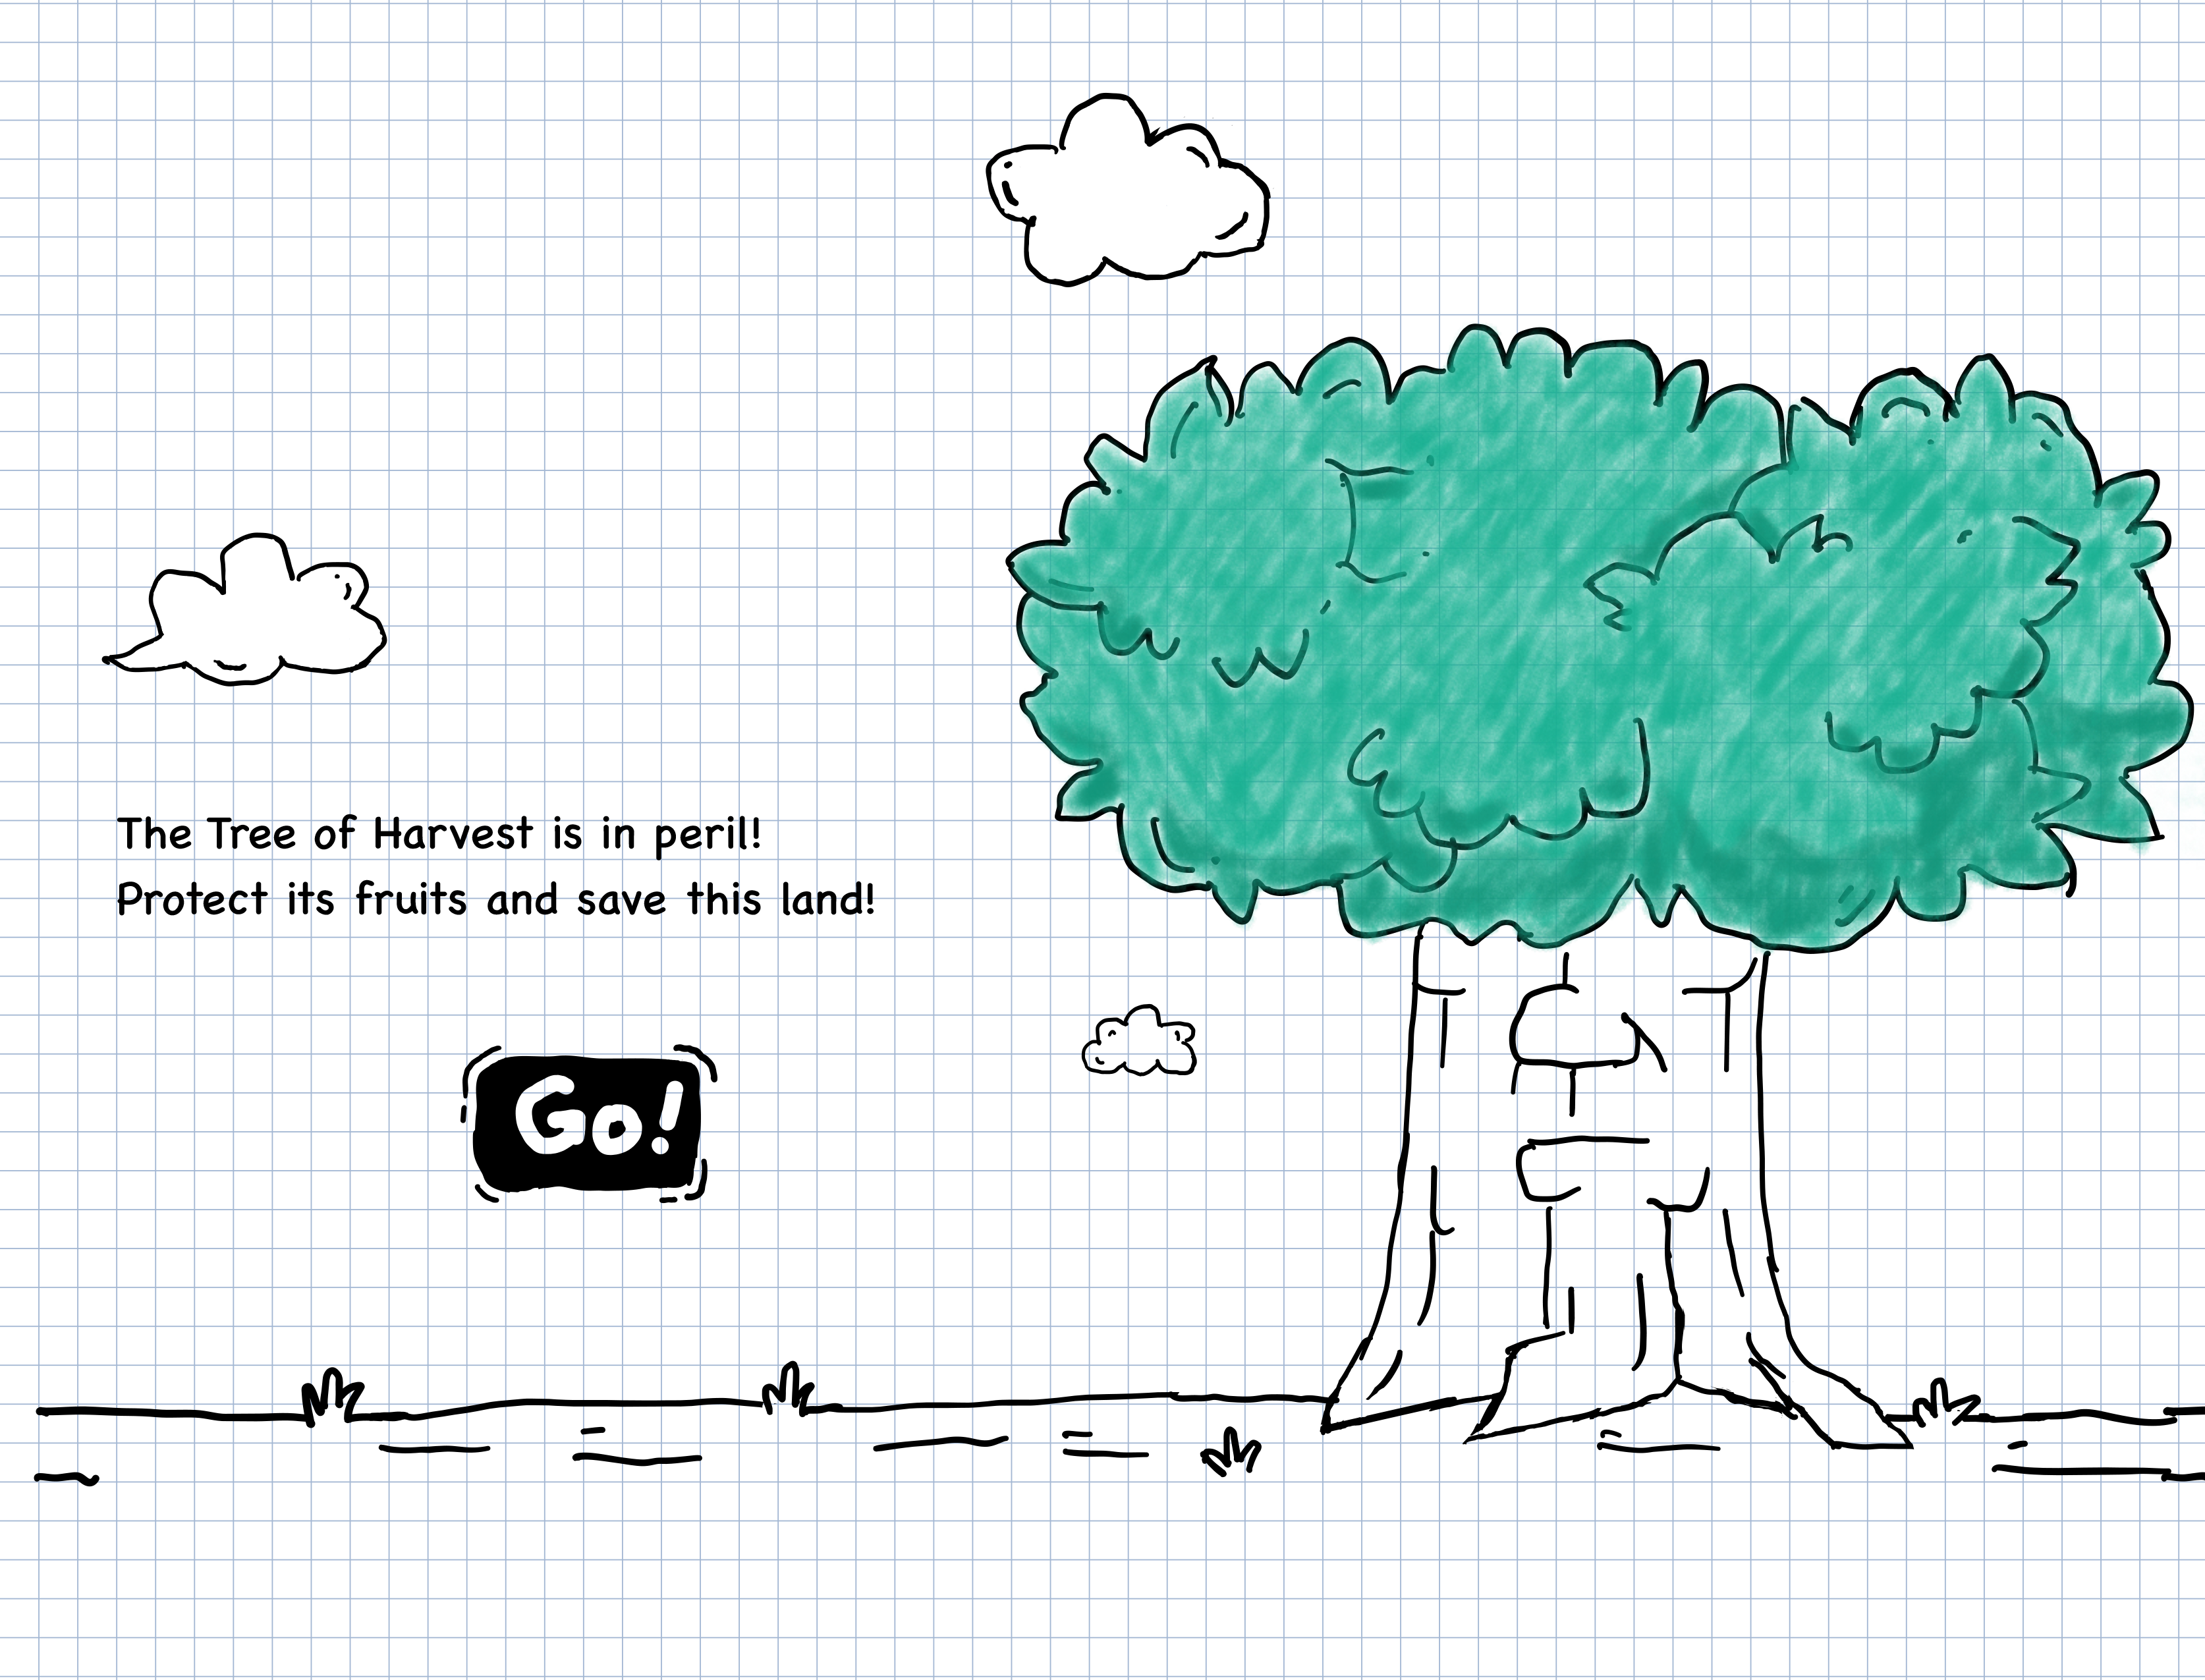 The Tree of Harvest is in peril!
Protect its fruits and save this land!
Go!